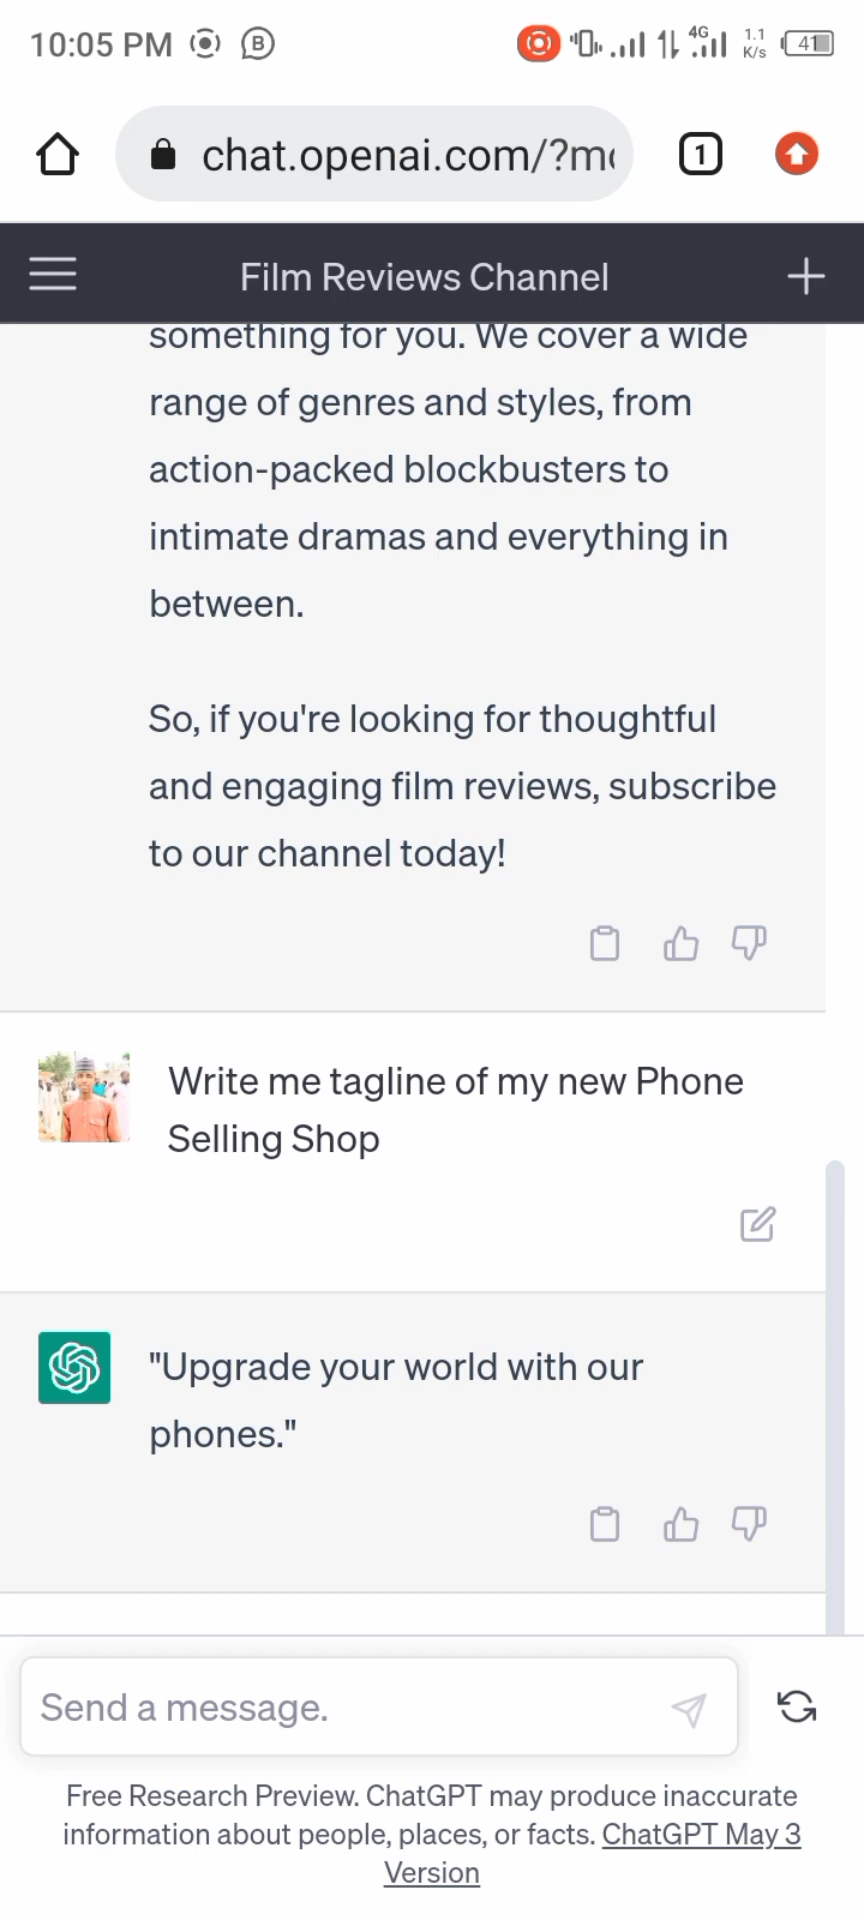 10:05 PM B 4G 1.1 K/s 41
chat.openai.com/?m 1
Film Reviews Channel
something for you. We cover a wide
range of genres and styles, from
action-packed blockbusters to
intimate dramas and everything in
between.
So, if you're looking for thoughtful
and engaging film reviews, subscribe
to our channel today!
Write me tagline of my new Phone
Selling Shop
"Upgrade your world with our
phones."
Send a message.
Free Research Preview. ChatGPT may produce inaccurate
information about people, places, or facts. ChatGPT May 3
Version